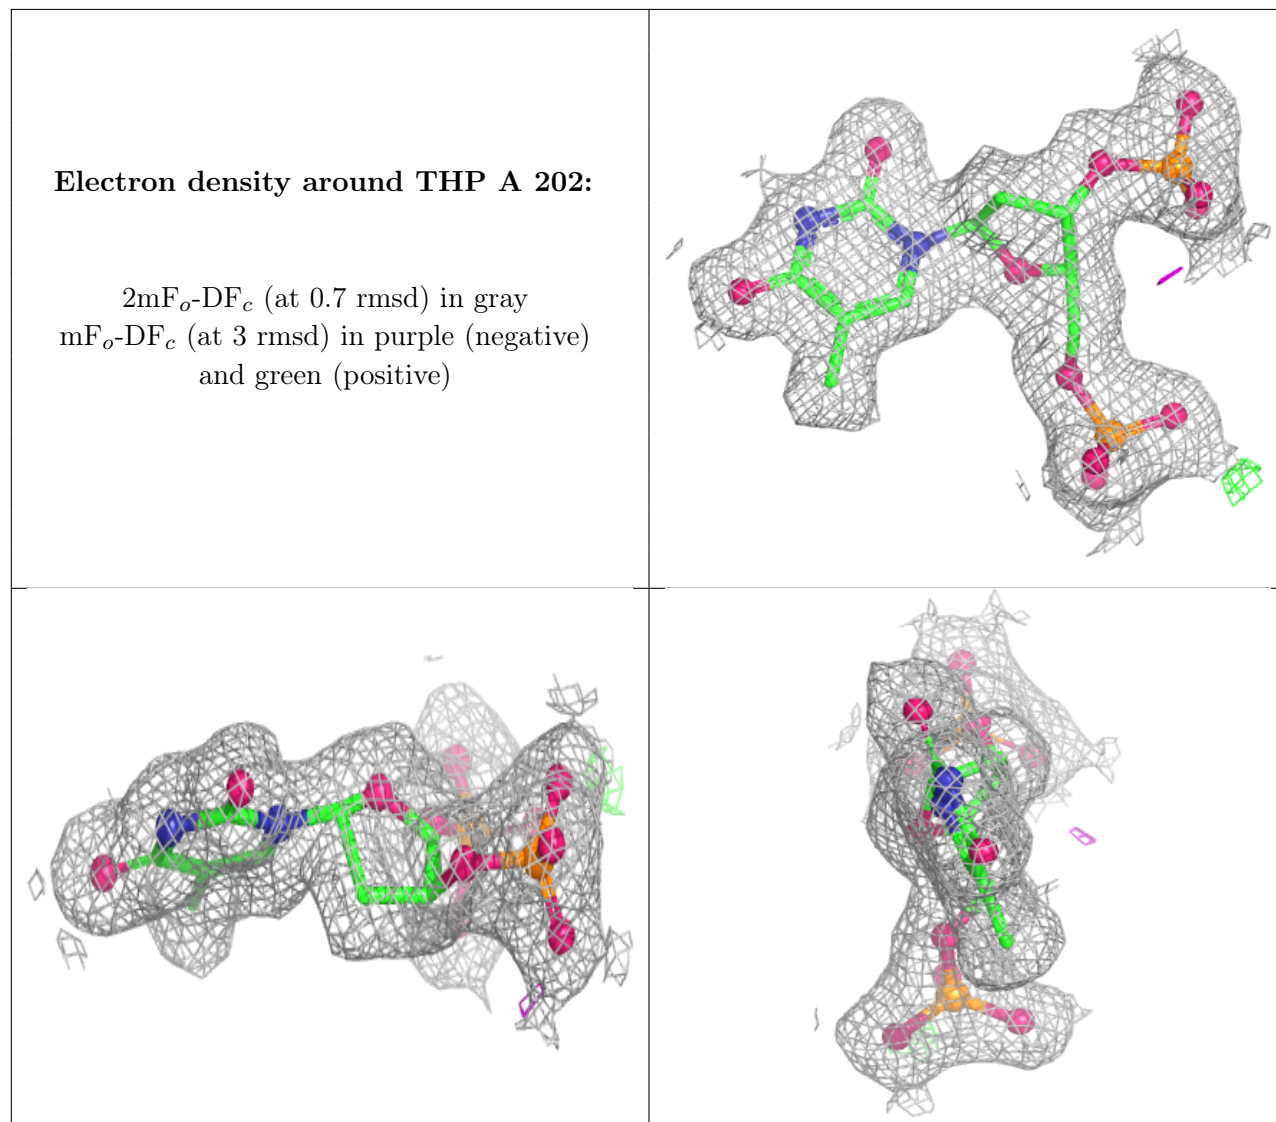 Electron density around THP A 202:
2mFo-DFc (at 0.7 rmsd) in gray
mFo-DFc (at 3 rmsd) in purple (negative)
and green (positive)